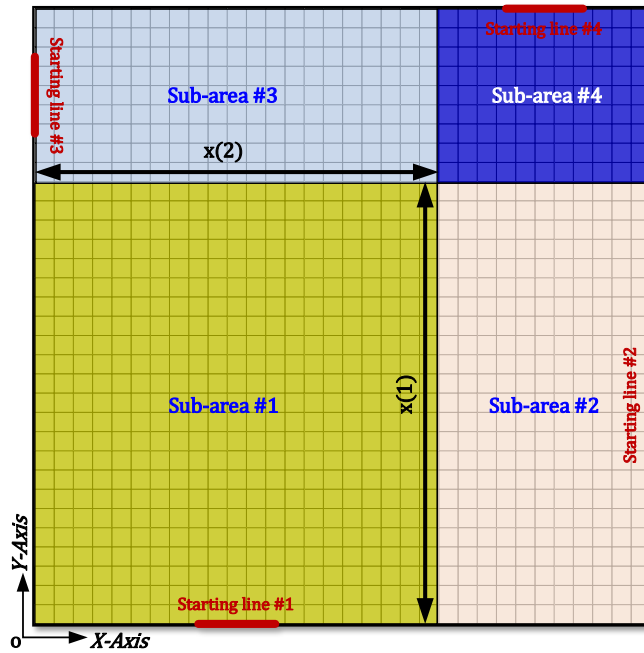 Starting line #4
Starting line #3
Sub-area #3
Sub-area #4
x(2)
x(1)
Sub-area #1
Sub-area #2
Starting line #2
Y-Axis
Starting line #1
o
X-Axis